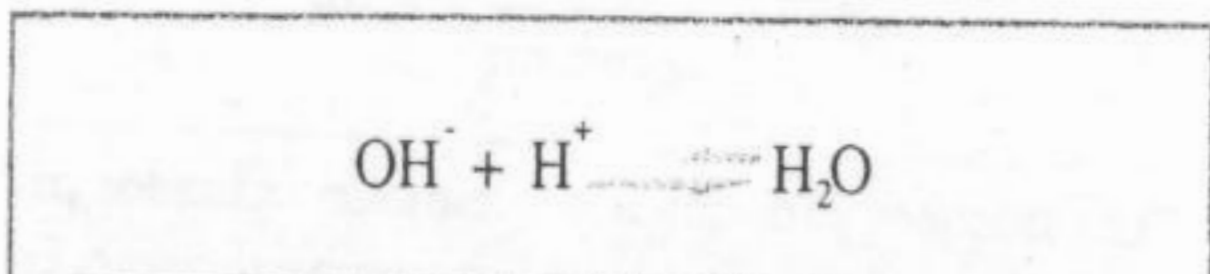 OH⁻ + H⁺ ⇌ H₂O